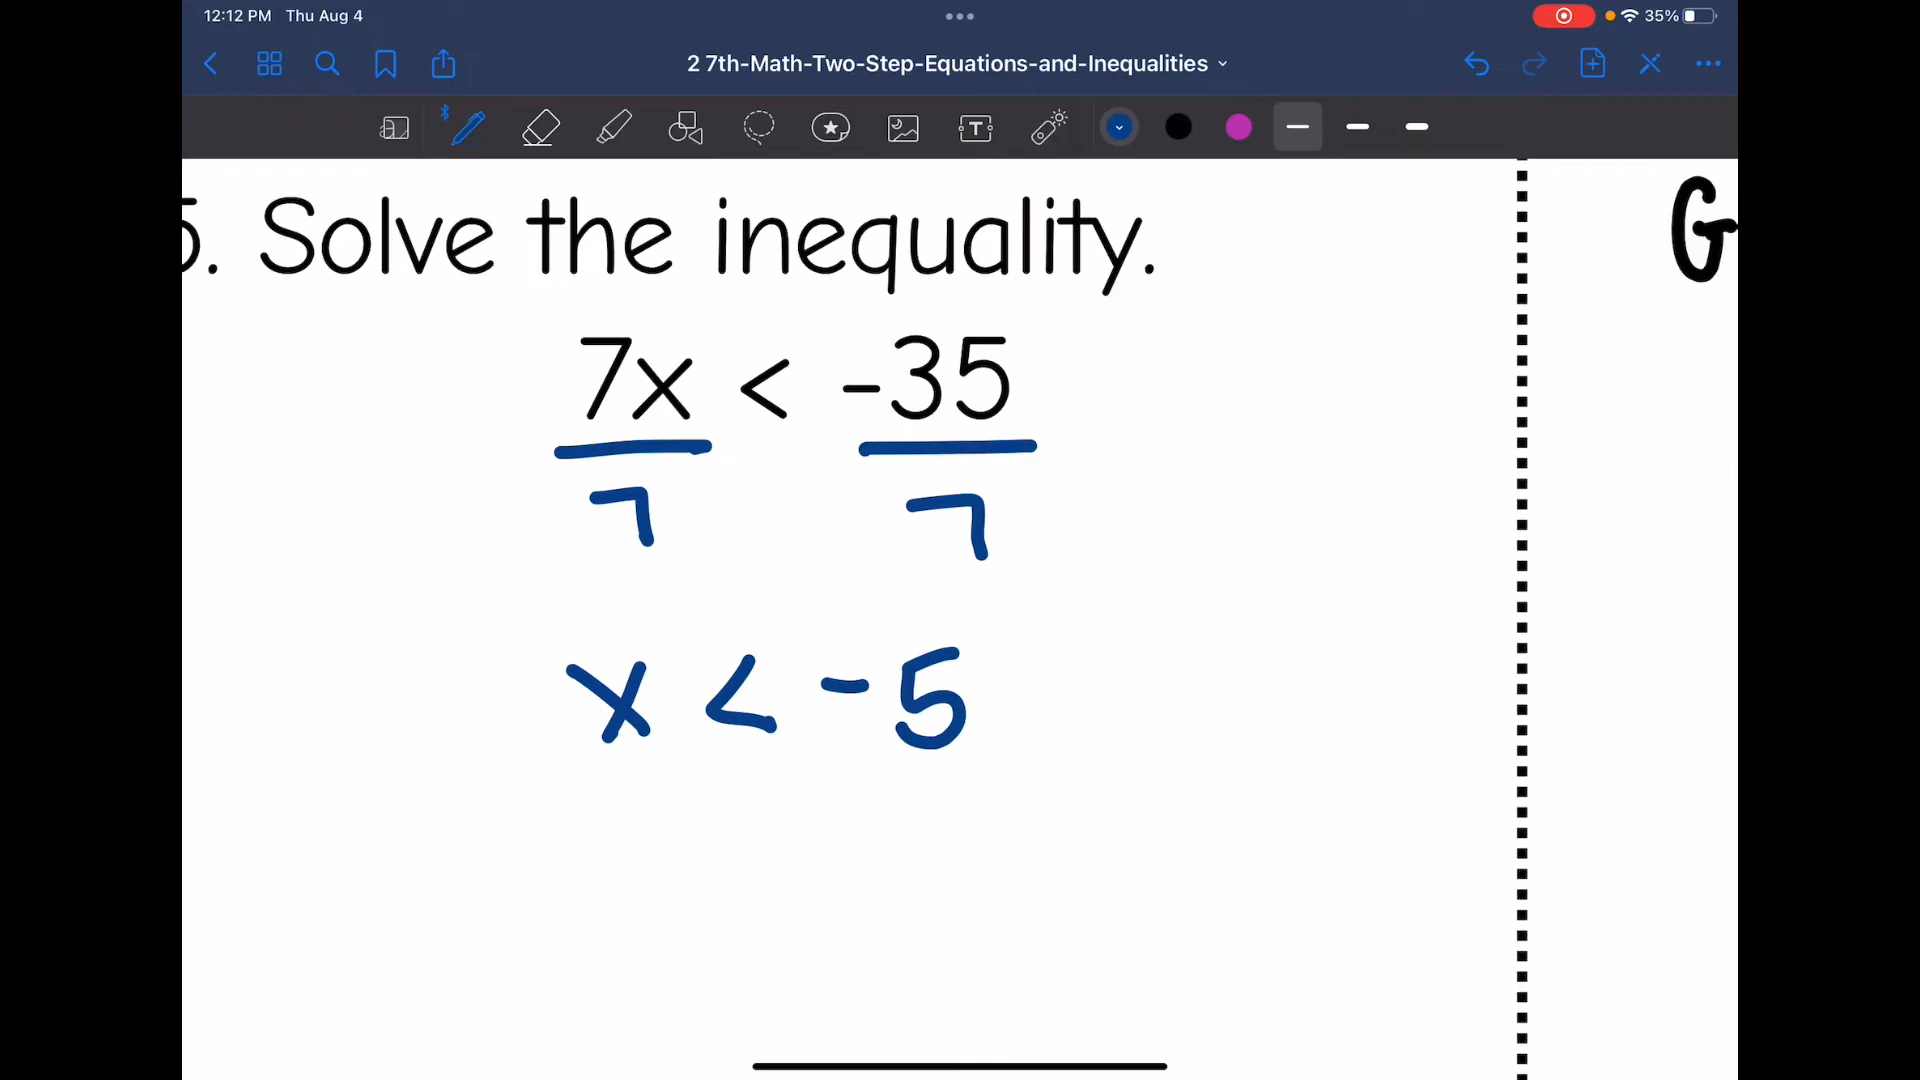 12:12 PM Thu Aug 4
35%
2 7th-Math-Two-Step-Equations-and-Inequalities
5. Solve the inequality.
G
7x < -35
7 7
x < -5